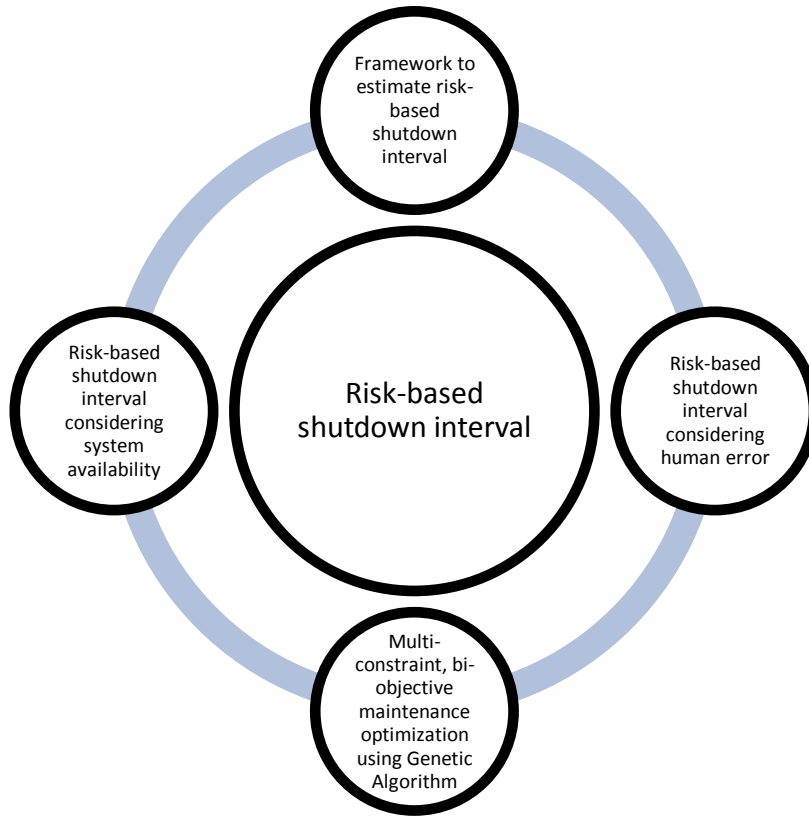 Framework to
estimate risk-
based
shutdown
interval
Risk-based
shutdown
interval
considering
system
availability
Risk-based
shutdown interval
Risk-based
shutdown
interval
considering
human error
Multi-
constraint, bi-
objective
maintenance
optimization
using Genetic
Algorithm